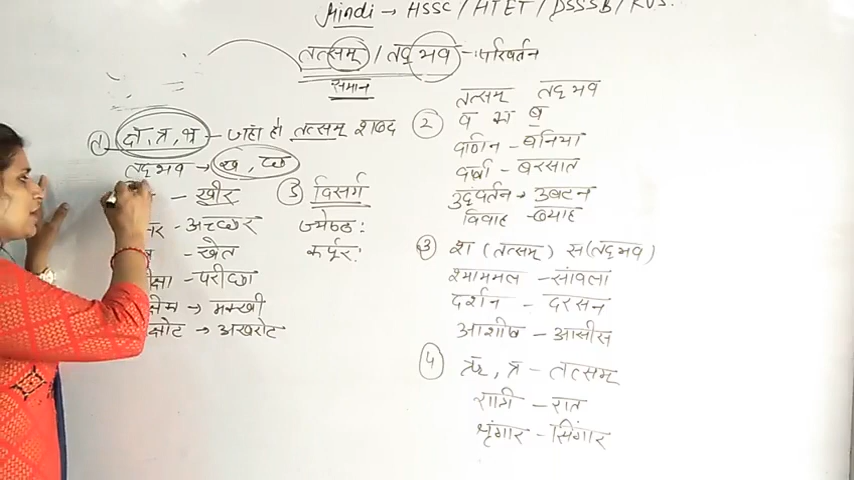 Hindi → HSSC / HTET / DSSSB / KVS.
तत्सम् / तद्भव - परिवर्तन
समान
१ क्ष, त्र, श्र - जहां हो तत्सम् शब्द
तद्भव → ख, छ
- खीर
- अच्छर
- खेत
- परीछा
→ मक्खी
→ अखरोट
③ विसर्ग
ज्येष्ठ :
कर्पूर :
तत्सम् तद्भव
② व ब
- बनिया
वर्षा - बरसात
उद्वर्तन → उबटन
विवाह - ब्याह
③ श (तत्सम्) स (तद्भव)
- सांवला
दर्शन - दरसन
आशीष - आसीस
④ त्र - तत्सम्
रात्री - रात
श्रृंगार - सिंगार